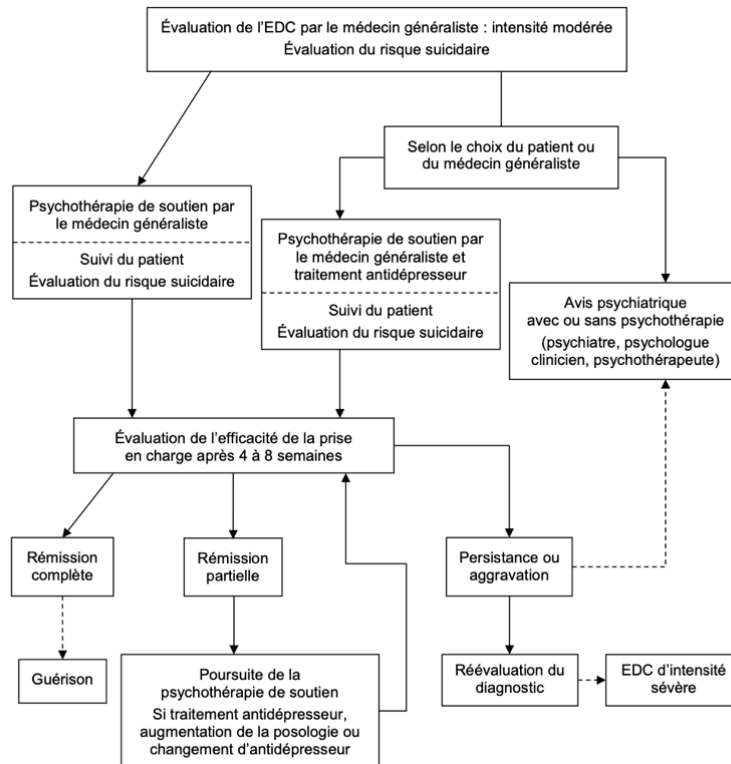 Évaluation de l'EDC par le médecin généraliste : intensité modérée
Évaluation du risque suicidaire
Selon le choix du patient ou
du médecin généraliste
Psychothérapie de soutien par
le médecin généraliste
Suivi du patient
Évaluation du risque suicidaire
Psychothérapie de soutien par
le médecin généraliste et
traitement antidépresseur
Suivi du patient
Évaluation du risque suicidaire
Avis psychiatrique
avec ou sans psychothérapie
(psychiatre, psychologue
clinicien, psychothérapeute)
Évaluation de l'efficacité de la prise
en charge après 4 à 8 semaines
Rémission
complète
Rémission
partielle
Persistance ou
aggravation
Guérison
Poursuite de la
psychothérapie de soutien
Si traitement antidépresseur,
augmentation de la posologie ou
changement d'antidépresseur
Réévaluation du
diagnostic
EDC d'intensité
sévère